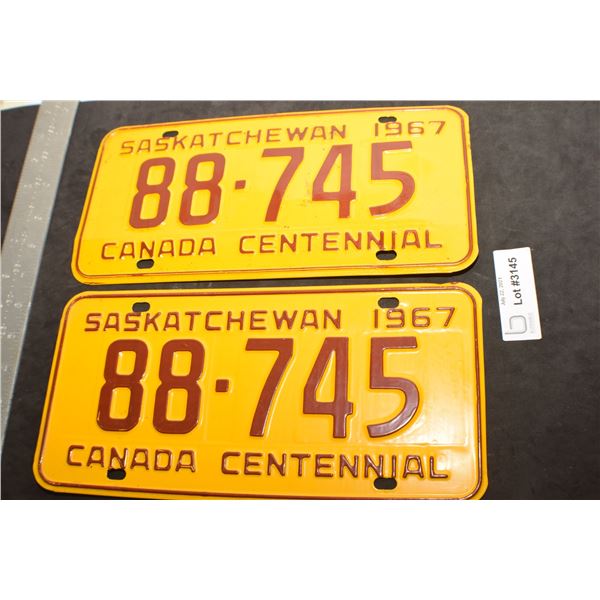 SASKATCHEWAN 1967
88·745
CANADA CENTENNIAL
SASKATCHEWAN 1967
88·745
CANADA CENTENNIAL
Lot #3145